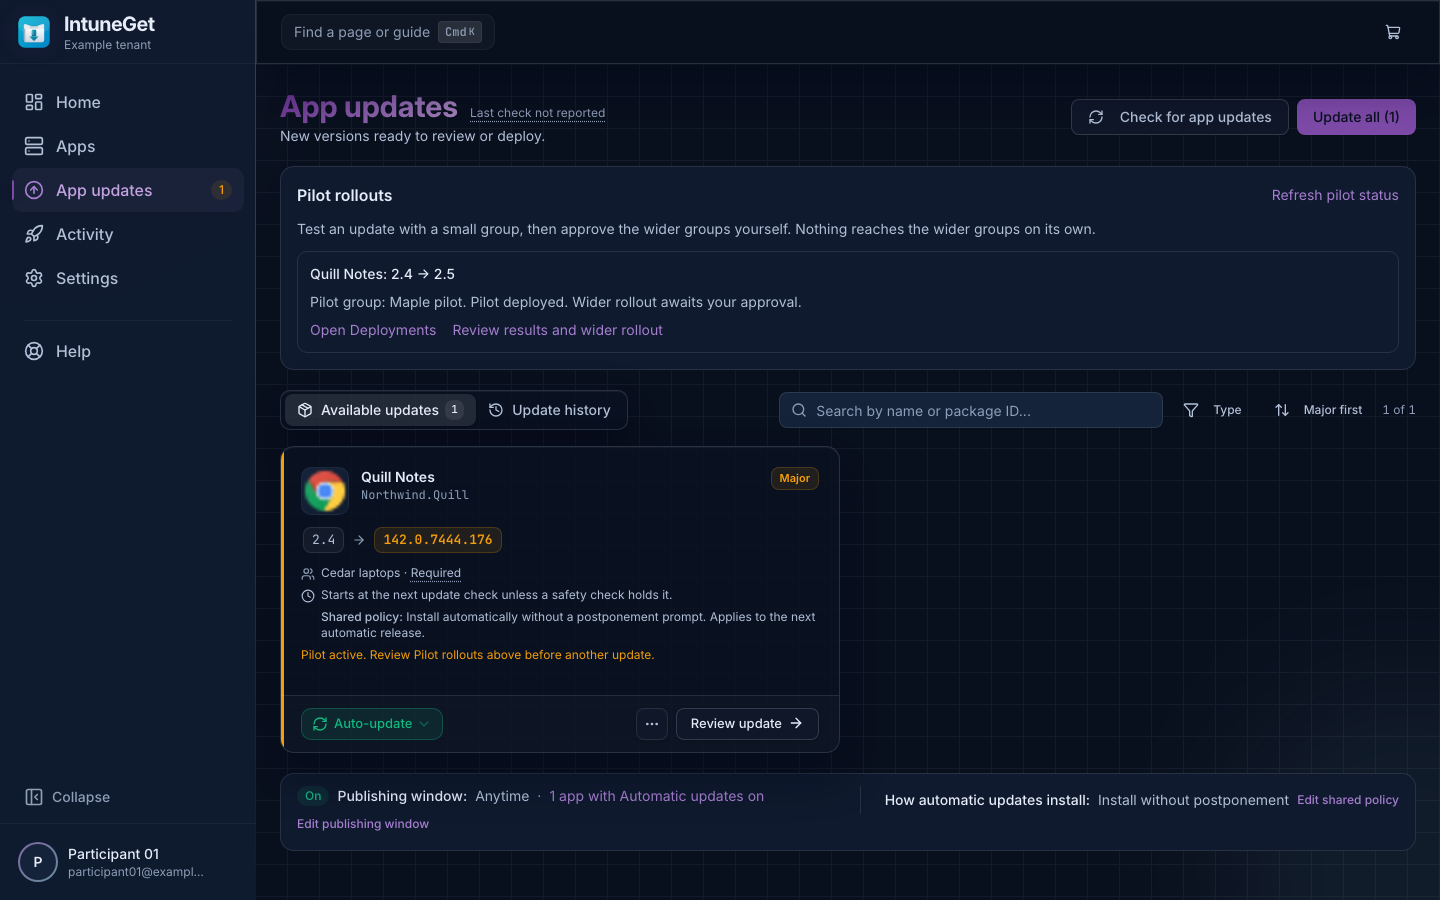 IntuneGet
Example tenant
Find a page or guide Cmd K
Home
Apps
App updates 1
Activity
Settings
Help
Collapse
P
Participant 01
participant01@exampl...
App updates Last check not reported
New versions ready to review or deploy.
Check for app updates
Update all (1)
Pilot rollouts
Refresh pilot status
Test an update with a small group, then approve the wider groups yourself. Nothing reaches the wider groups on its own.
Quill Notes: 2.4 → 2.5
Pilot group: Maple pilot. Pilot deployed. Wider rollout awaits your approval.
Open Deployments Review results and wider rollout
Available updates 1 Update history
Search by name or package ID...
Type
Major first
1 of 1
Quill Notes
Northwind.Quill
Major
2.4 → 142.0.7444.176
Cedar laptops · Required
Starts at the next update check unless a safety check holds it.
Shared policy: Install automatically without a postponement prompt. Applies to the next
automatic release.
Pilot active. Review Pilot rollouts above before another update.
Auto-update
Review update →
On Publishing window: Anytime · 1 app with Automatic updates on
Edit publishing window
How automatic updates install: Install without postponement Edit shared policy